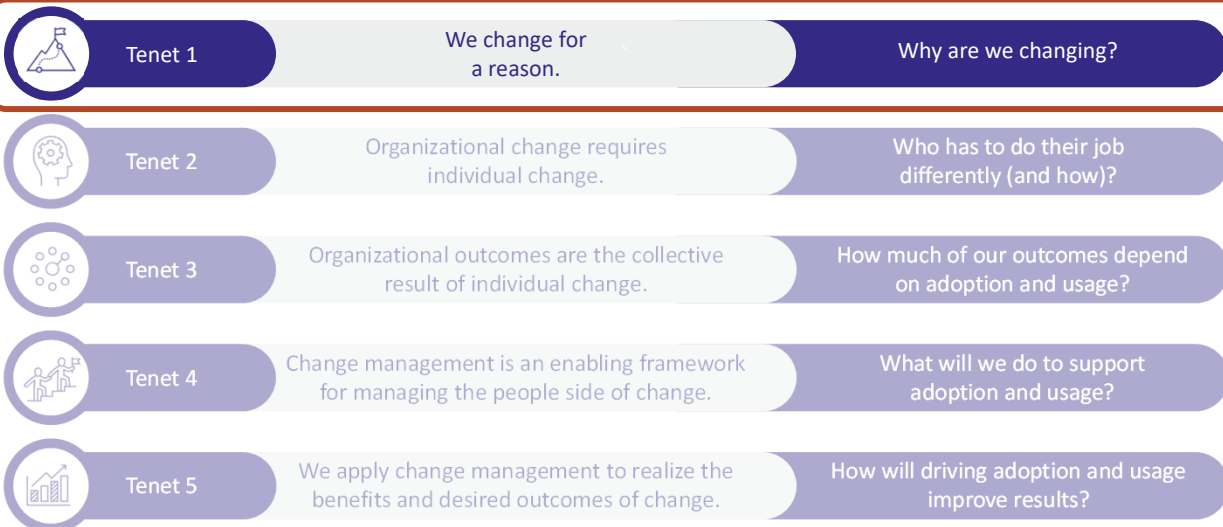 Tenet 1
We change for
a reason.
Why are we changing?
Tenet 2
Organizational change requires
individual change.
Who has to do their job
differently (and how)?
Tenet 3
Organizational outcomes are the collective
result of individual change.
How much of our outcomes depend
on adoption and usage?
Tenet 4
Change management is an enabling framework
for managing the people side of change.
What will we do to support
adoption and usage?
Tenet 5
We apply change management to realize the
benefits and desired outcomes of change.
How will driving adoption and usage
improve results?